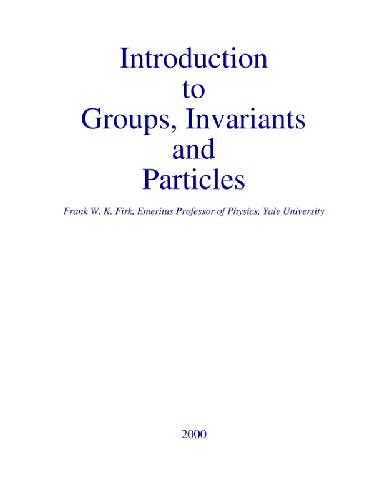 Introduction
to
Groups, Invariants
and
Particles
Frank W. K. Firk, Emeritus Professor of Physics, Yale University
2000